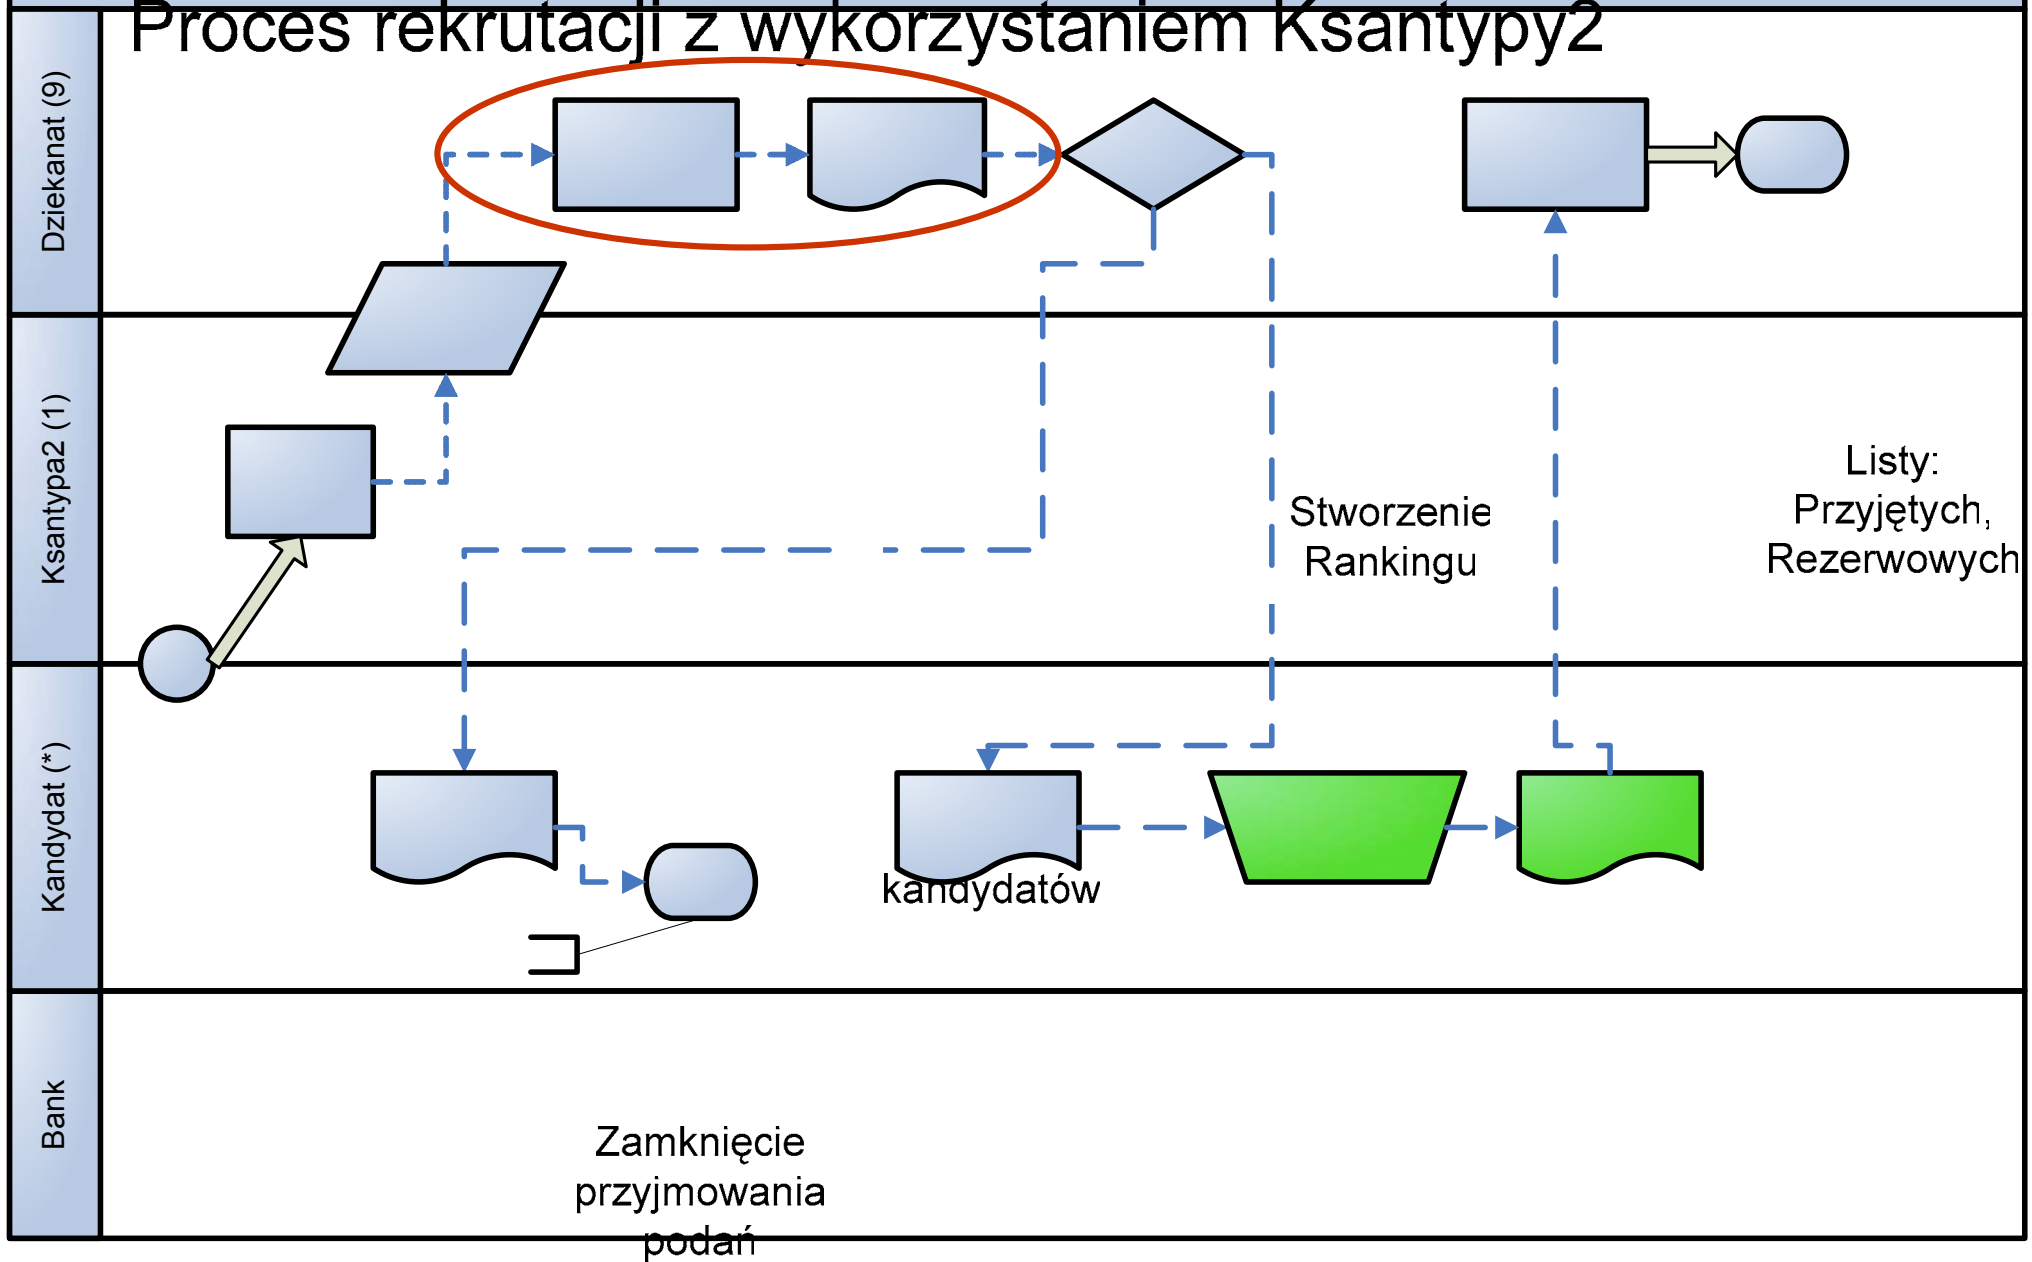 Proces rekrutacji z wykorzystaniem Ksantypy2
Dziekanat (9)
Ksantypa2 (1)
Stworzenie
Rankingu
Listy:
Przyjętych,
Rezerwowych
Kandydat (*)
kandydatów
Bank
Zamknięcie
przyjmowania
podań